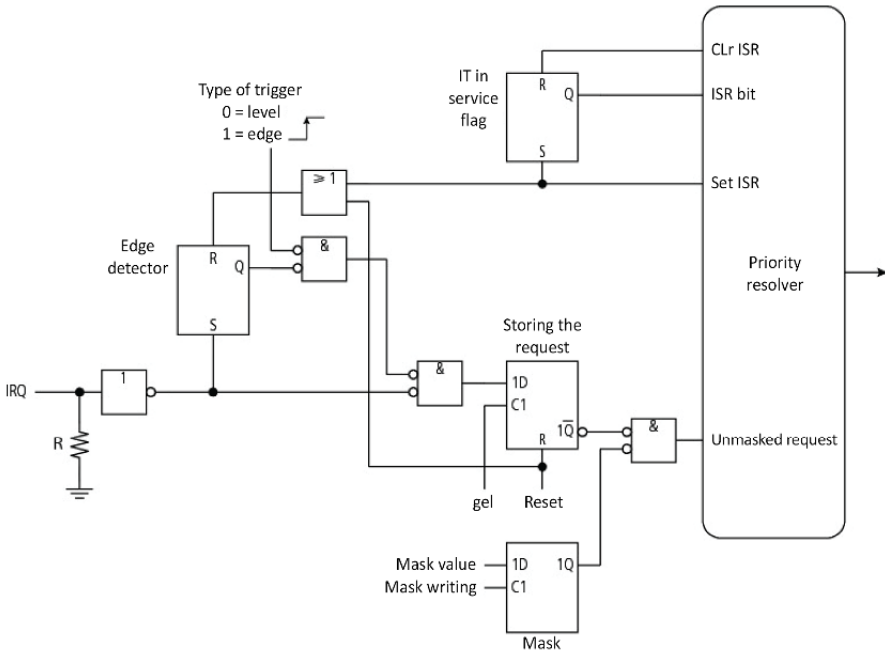 CLr ISR
R
IT in
service
flag
Q
ISR bit
S
Set ISR
Type of trigger
0 = level
1 = edge
⩾ 1
Edge
detector
R
Q
S
&
Priority
resolver
Storing the
request
IRQ
1
R
&
1D
C1
1Q̅
R
&
Unmasked request
gel
Reset
Mask value
1D
1Q
Mask writing
C1
Mask